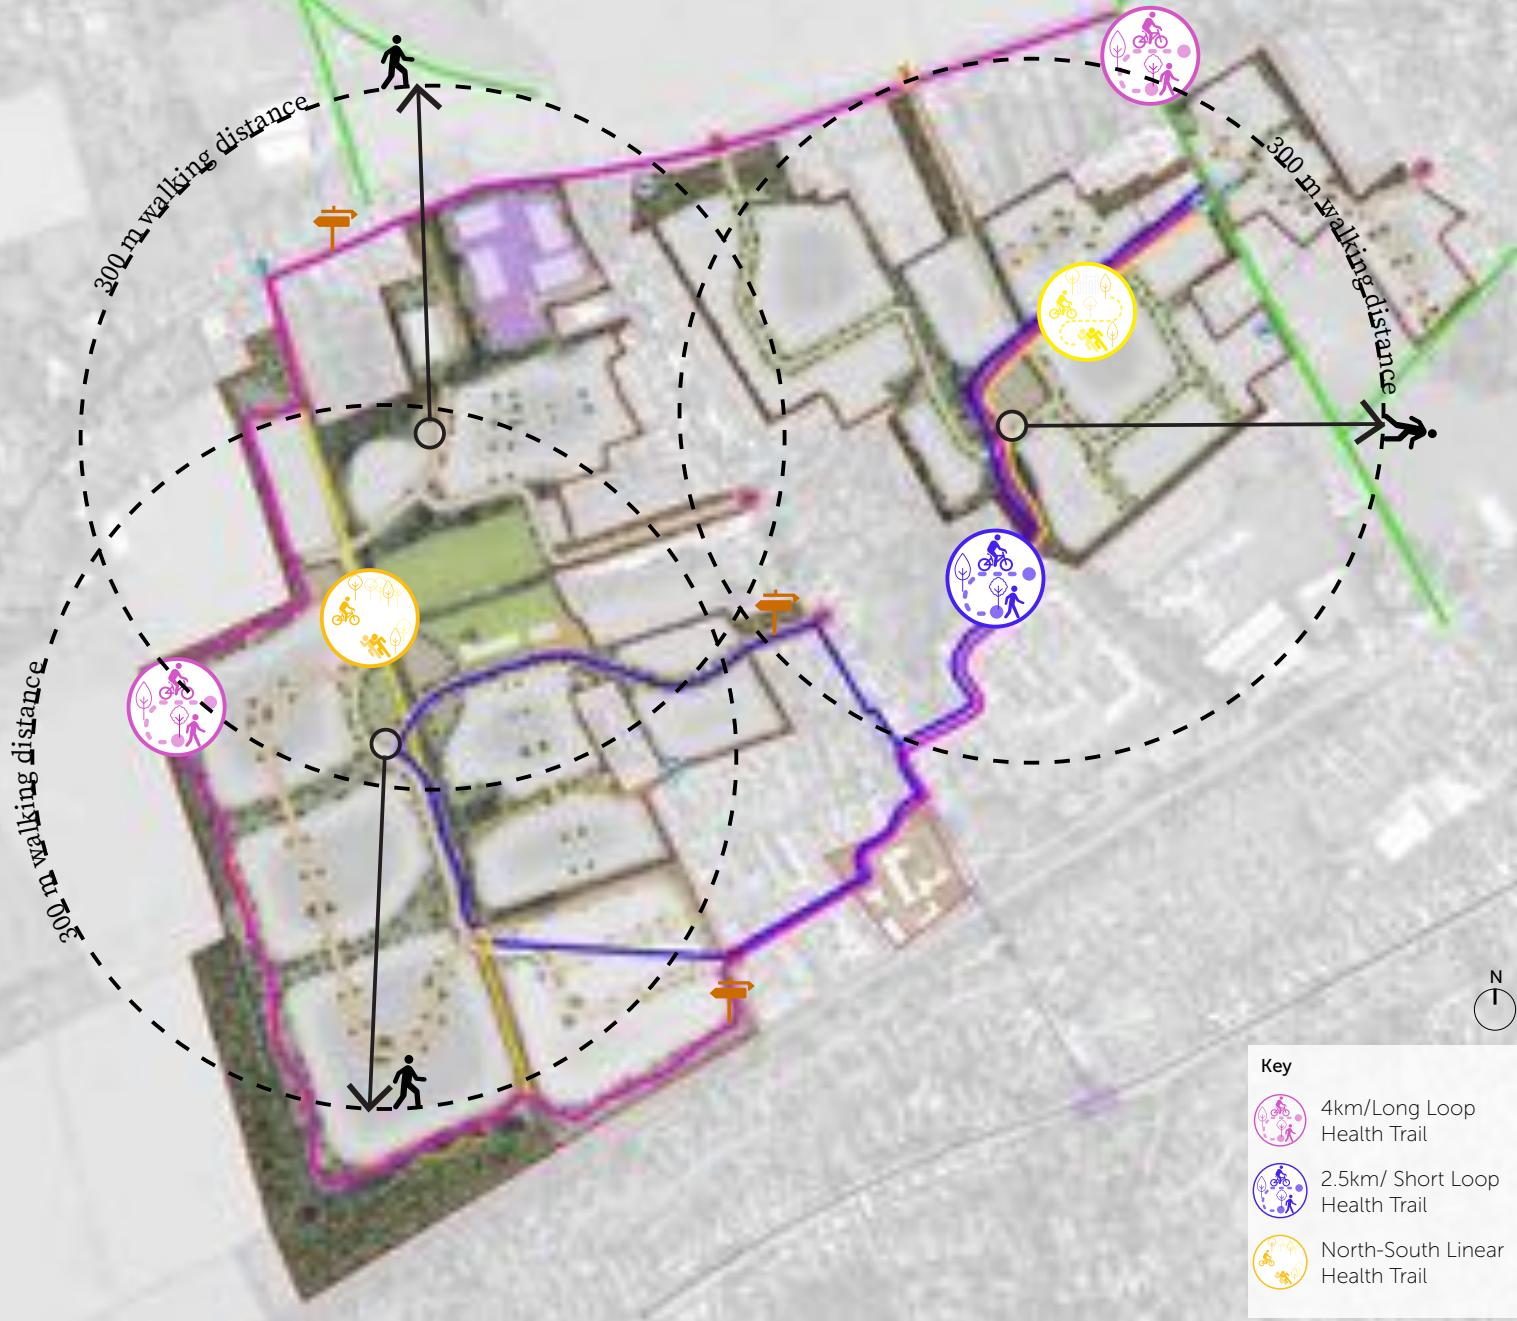 300 m walking distance
300 m walking distance
300 m walking distance
N
Key
4km/Long Loop
Health Trail
2.5km/ Short Loop
Health Trail
North-South Linear
Health Trail